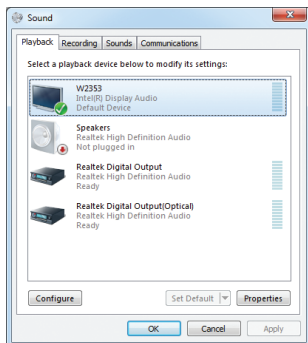 Sound
Playback Recording Sounds Communications
Select a playback device below to modify its settings:
W2353
Intel(R) Display Audio
Default Device
Speakers
Realtek High Definition Audio
Not plugged in
Realtek Digital Output
Realtek High Definition Audio
Ready
Realtek Digital Output(Optical)
Realtek High Definition Audio
Ready
Configure Set Default Properties
OK Cancel Apply